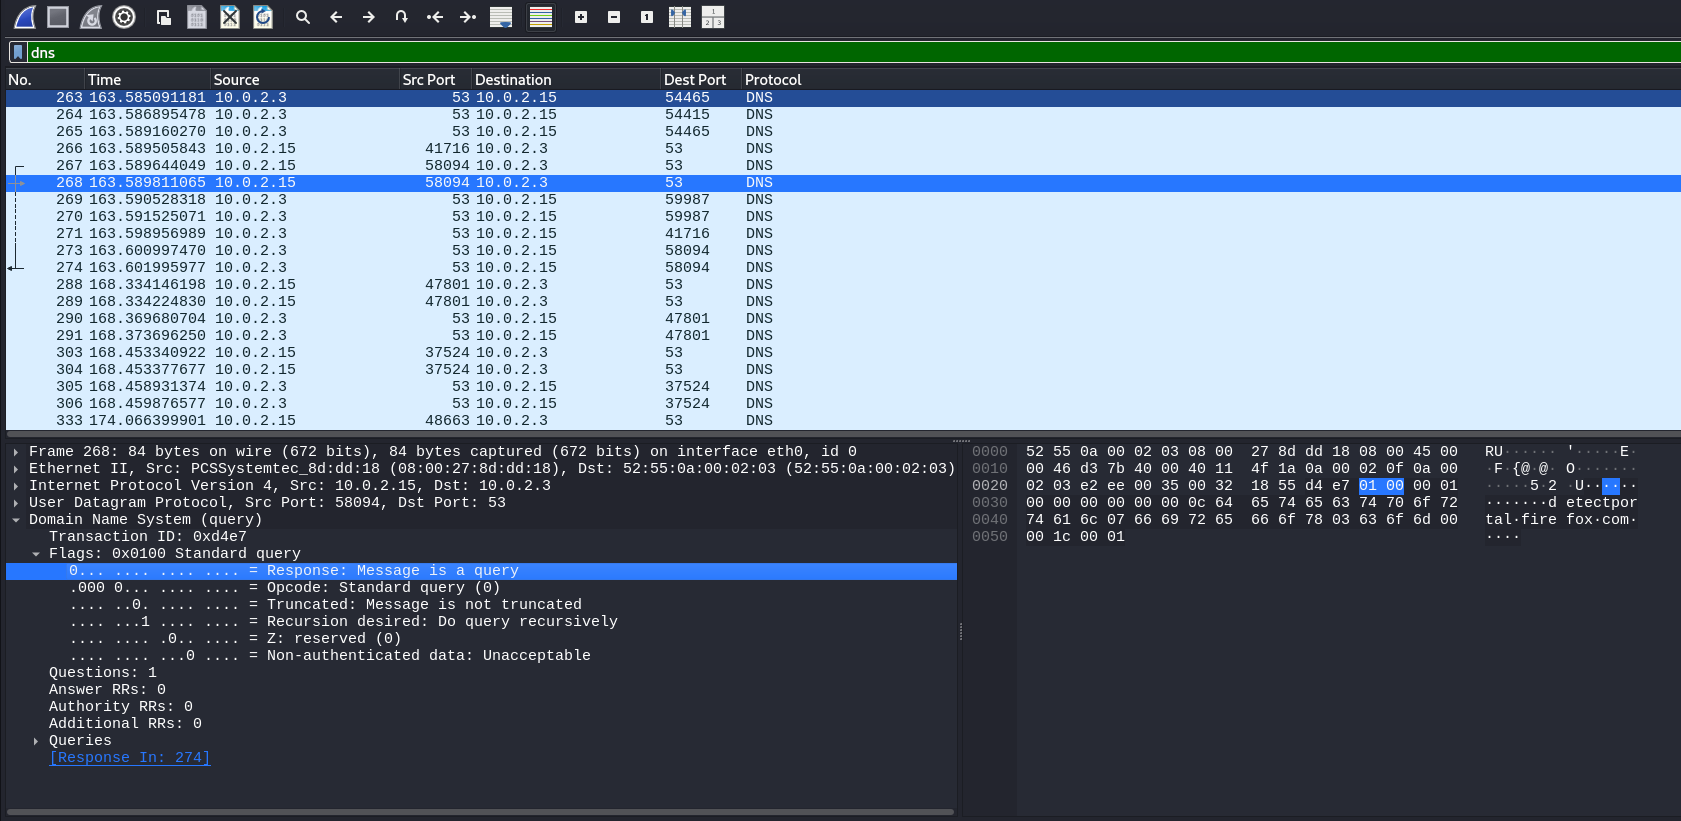 dns
No. Time Source Src Port Destination Dest Port Protocol
263 163.585091181 10.0.2.3 53 10.0.2.15 54465 DNS
264 163.586895478 10.0.2.3 53 10.0.2.15 54415 DNS
265 163.589160270 10.0.2.3 53 10.0.2.15 54465 DNS
266 163.589505843 10.0.2.15 41716 10.0.2.3 53 DNS
267 163.589644049 10.0.2.15 58094 10.0.2.3 53 DNS
268 163.589811065 10.0.2.15 58094 10.0.2.3 53 DNS
269 163.590528318 10.0.2.3 53 10.0.2.15 59987 DNS
270 163.591525071 10.0.2.3 53 10.0.2.15 59987 DNS
271 163.598956989 10.0.2.3 53 10.0.2.15 41716 DNS
273 163.600997470 10.0.2.3 53 10.0.2.15 58094 DNS
274 163.601995977 10.0.2.3 53 10.0.2.15 58094 DNS
288 168.334146198 10.0.2.15 47801 10.0.2.3 53 DNS
289 168.334224830 10.0.2.15 47801 10.0.2.3 53 DNS
290 168.369680704 10.0.2.3 53 10.0.2.15 47801 DNS
291 168.373696250 10.0.2.3 53 10.0.2.15 47801 DNS
303 168.453340922 10.0.2.15 37524 10.0.2.3 53 DNS
304 168.453377677 10.0.2.15 37524 10.0.2.3 53 DNS
305 168.458931374 10.0.2.3 53 10.0.2.15 37524 DNS
306 168.459876577 10.0.2.3 53 10.0.2.15 37524 DNS
333 174.066399901 10.0.2.15 48663 10.0.2.3 53 DNS
Frame 268: 84 bytes on wire (672 bits), 84 bytes captured (672 bits) on interface eth0, id 0
Ethernet II, Src: PCSSystemtec_8d:dd:18 (08:00:27:8d:dd:18), Dst: 52:55:0a:00:02:03 (52:55:0a:00:02:03)
Internet Protocol Version 4, Src: 10.0.2.15, Dst: 10.0.2.3
User Datagram Protocol, Src Port: 58094, Dst Port: 53
Domain Name System (query)
Transaction ID: 0xd4e7
Flags: 0x0100 Standard query
0... .... .... .... = Response: Message is a query
.000 0... .... .... = Opcode: Standard query (0)
.... ..0. .... .... = Truncated: Message is not truncated
.... ...1 .... .... = Recursion desired: Do query recursively
.... .... .0.. .... = Z: reserved (0)
.... .... ...0 .... = Non-authenticated data: Unacceptable
Questions: 1
Answer RRs: 0
Authority RRs: 0
Additional RRs: 0
Queries
[Response In: 274]
0000 52 55 0a 00 02 03 08 00 27 8d dd 18 08 00 45 00 RU······ '·····E·
0010 00 46 d3 7b 40 00 40 11 4f 1a 0a 00 02 0f 0a 00 ·F·{@·@· O·······
0020 02 03 e2 ee 00 35 00 32 18 55 d4 e7 01 00 00 01 ·····5·2 ·U······
0030 00 00 00 00 00 00 0c 64 65 74 65 63 74 70 6f 72 ·······d etectpor
0040 74 61 6c 07 66 69 72 65 66 6f 78 03 63 6f 6d 00 tal·fire fox·com·
0050 00 1c 00 01 ····